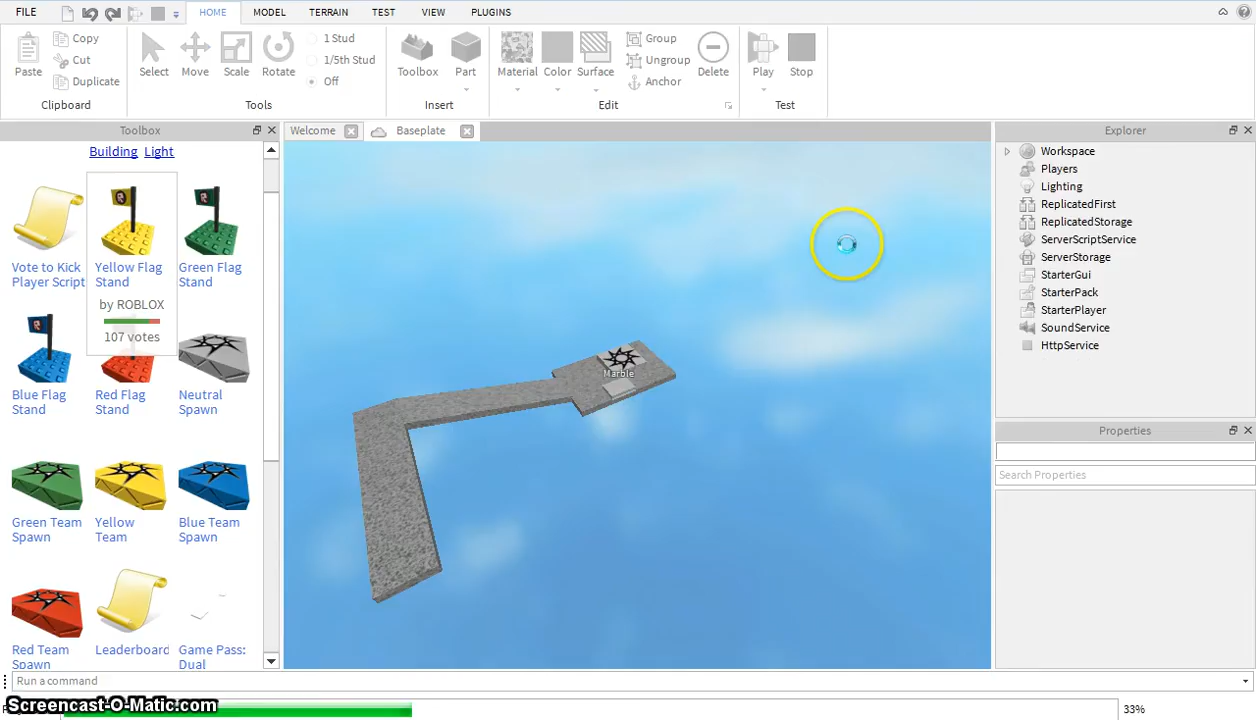 FILE
HOME
MODEL
TERRAIN
TEST
VIEW
PLUGINS
Paste
Copy
Cut
Duplicate
Clipboard
Select
Move
Scale
Rotate
1 Stud
1/5th Stud
Off
Tools
Toolbox
Part
Insert
Material
Color
Surface
Group
Ungroup
Anchor
Delete
Edit
Play
Stop
Test
Toolbox
Building Light
Vote to Kick
Player Script
Yellow Flag
Stand
by ROBLOX
107 votes
Green Flag
Stand
Blue Flag
Stand
Red Flag
Stand
Neutral
Spawn
Green Team
Spawn
Yellow
Team
Blue Team
Spawn
Red Team
Spawn
Leaderboard
Game Pass:
Dual
Welcome
Baseplate
Marble
Explorer
Workspace
Players
Lighting
ReplicatedFirst
ReplicatedStorage
ServerScriptService
ServerStorage
StarterGui
StarterPack
StarterPlayer
SoundService
HttpService
Properties
Search Properties
Run a command
Screencast-O-Matic.com
33%